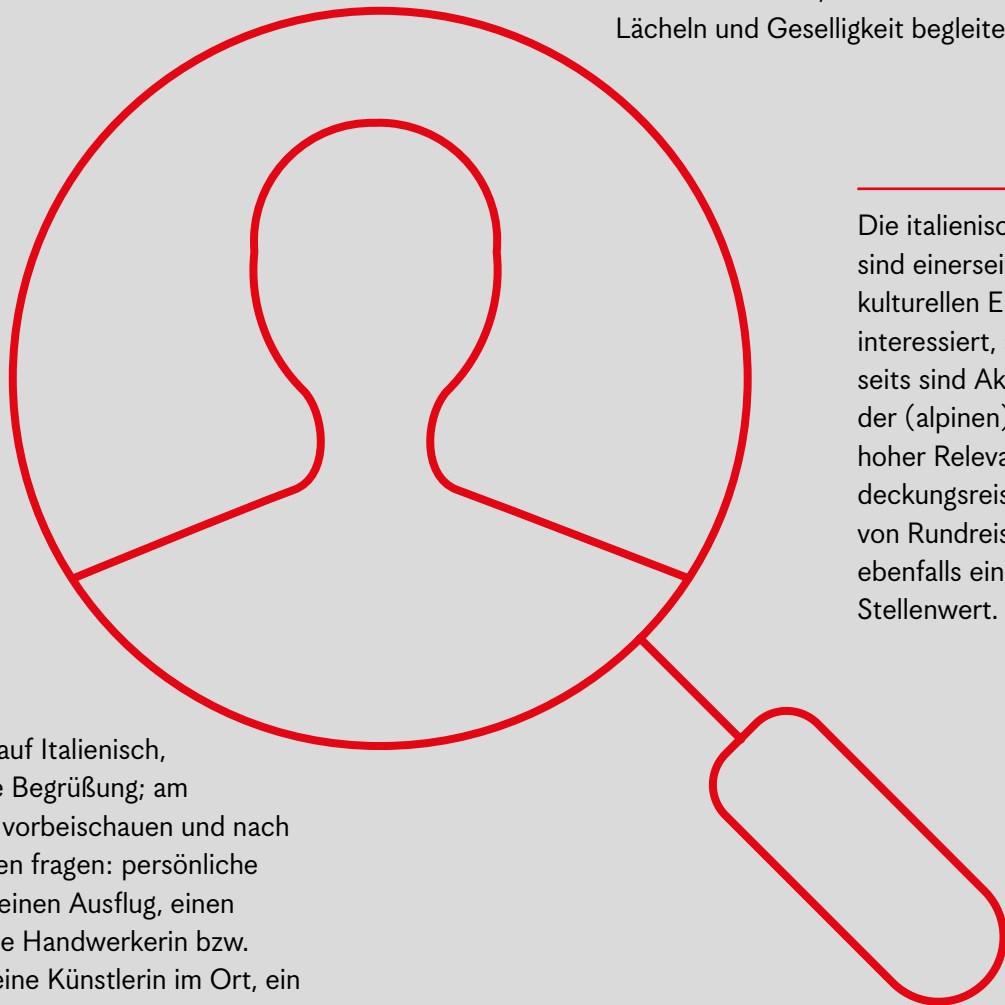 Lächeln und Geselligkeit begleite
Die italienisc
sind einersei
kulturellen E
interessiert,
seits sind Ak
der (alpinen)
hoher Releva
deckungsreis
von Rundreis
ebenfalls ein
Stellenwert.
auf Italienisch,
e Begrüßung; am
vorbeischauen und nach
en fragen: persönliche
einen Ausflug, einen
e Handwerkerin bzw.
eine Künstlerin im Ort, ein